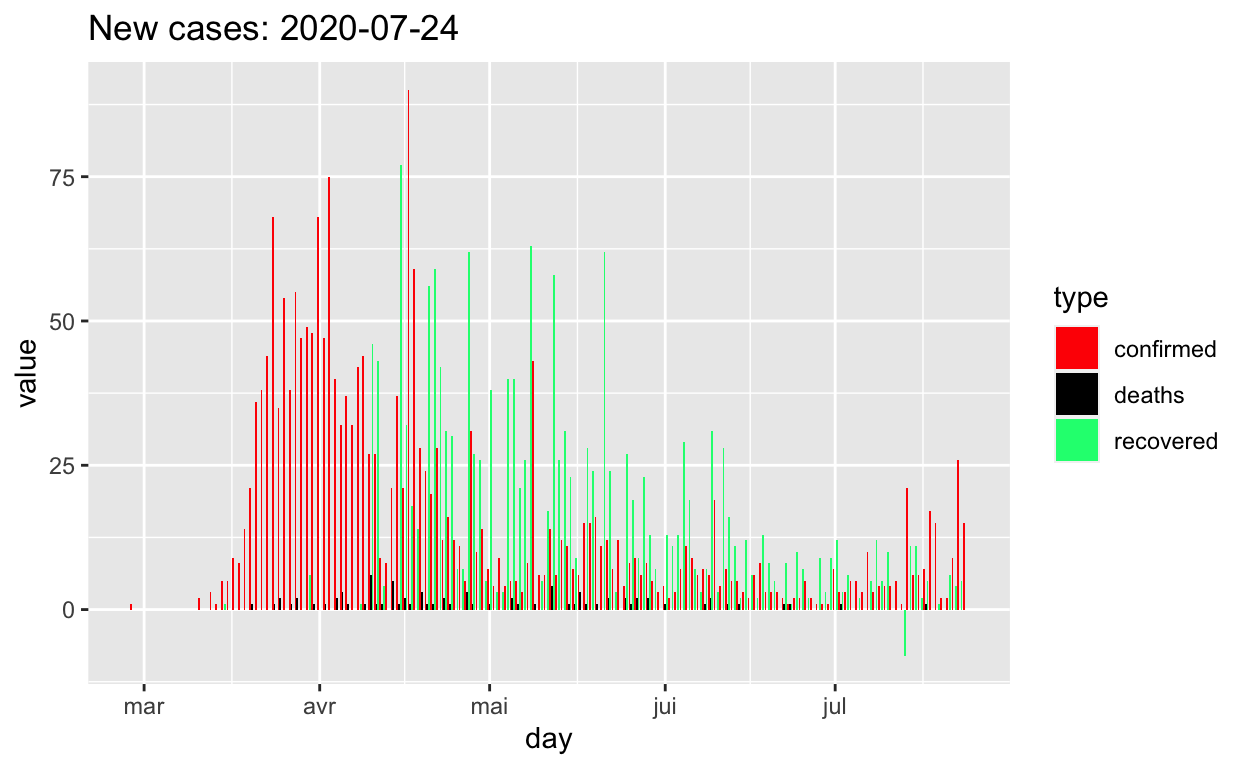 New cases: 2020-07-24
value
75
50
25
0
mar avr mai jui jul
day
type
confirmed
deaths
recovered